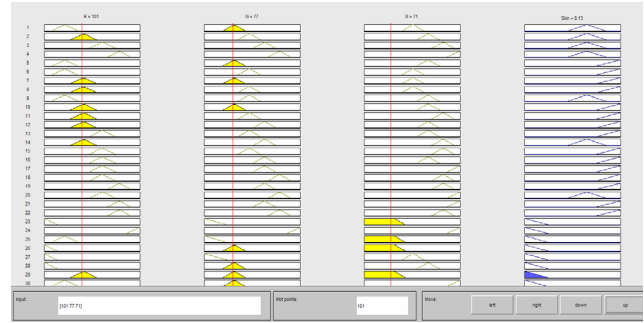 R = 101
G = 77
B = 71
Skin = 0.13
1
2
3
4
5
6
7
8
9
10
11
12
13
14
15
16
17
18
19
20
21
22
23
24
25
26
27
28
29
30
Input:
[101 77 71]
Plot points:
101
Move:
left
right
down
up